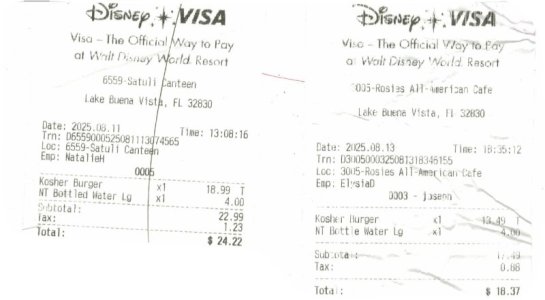 Disney VISA
Visa - The Official Way to Pay
at Walt Disney World. Resort
6559-Satuli Canteen
Lake Buena Vista, FL 32830
Date: 2025.08.11 Time: 13:08:16
Trn: D6559000525081113074565
Loc: 6559-Satuli Canteen
Emp: NatalieH
0005
Kosher Burger x1 18.99 T
NT Bottled Water Lg x1 4.00
Subtotal: 22.99
Tax: 1.23
Total: $ 24.22
Disney VISA
Visa - The Official Way to Pay
at Walt Disney World. Resort
3005-Rosies All-American Cafe
Lake Buena Vista, FL 32830
Date: 2025.08.13 Time: 18:35:12
Trn: D3005000325081318346155
Loc: 3005-Rosies All-American Cafe
Emp: ElysiaD
0003 -
Kosher Burger x1 13.49 T
NT Bottle Water Lg x1 4.00
Subtotal: 17.49
Tax: 0.88
Total: $ 18.37